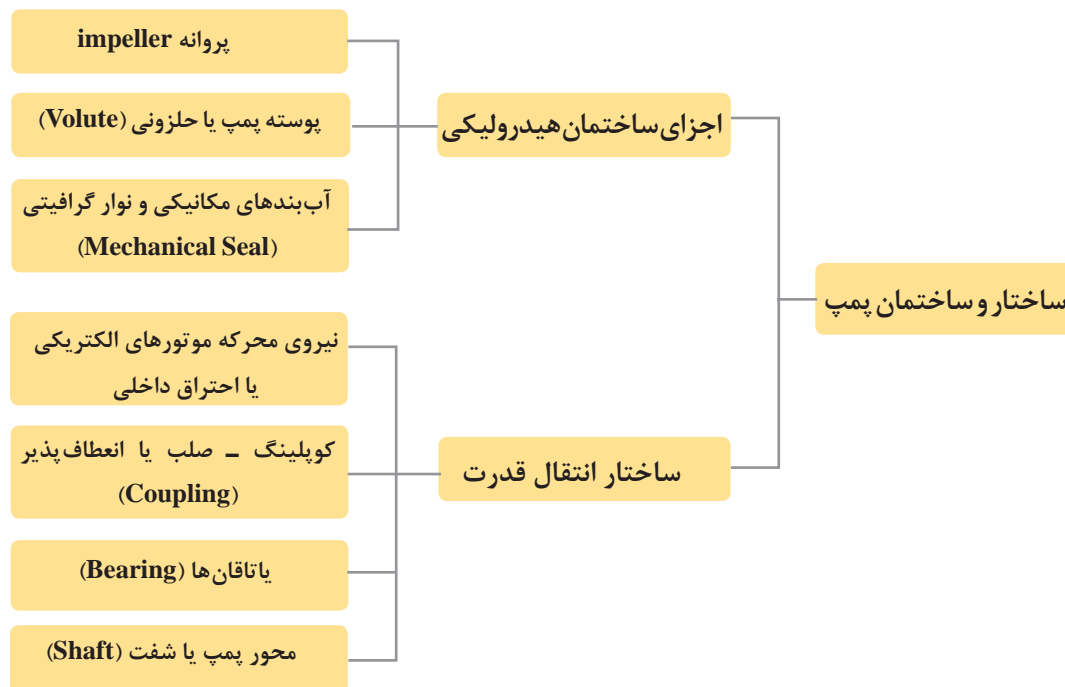 ساختار و ساختمان پمپ
اجزای ساختمان هیدرولیکی
پروانه impeller
پوسته پمپ یا حلزونی (Volute)
آب‌بندهای مکانیکی و نوار گرافیتی
(Mechanical Seal)
ساختار انتقال قدرت
نیروی محرکه موتورهای الکتریکی
یا احتراق داخلی
کوپلینگ ـ صلب یا انعطاف‌پذیر
(Coupling)
یاتاقان‌ها (Bearing)
محور پمپ یا شفت (Shaft)